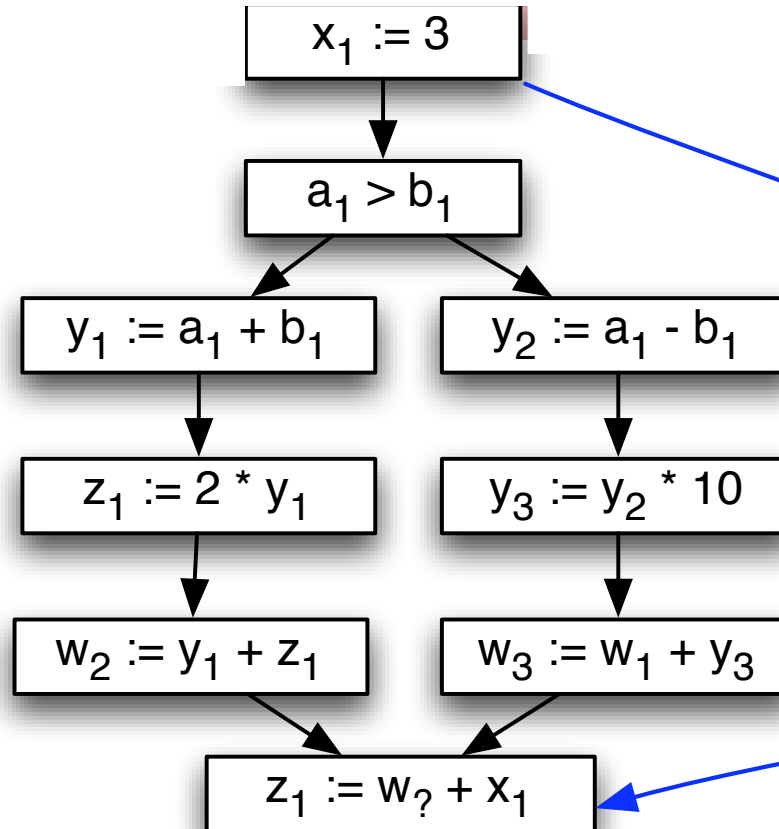 x₁ := 3
a₁ > b₁
y₁ := a₁ + b₁
y₂ := a₁ - b₁
z₁ := 2 * y₁
y₃ := y₂ * 10
w₂ := y₁ + z₁
w₃ := w₁ + y₃
z₁ := w? + x₁